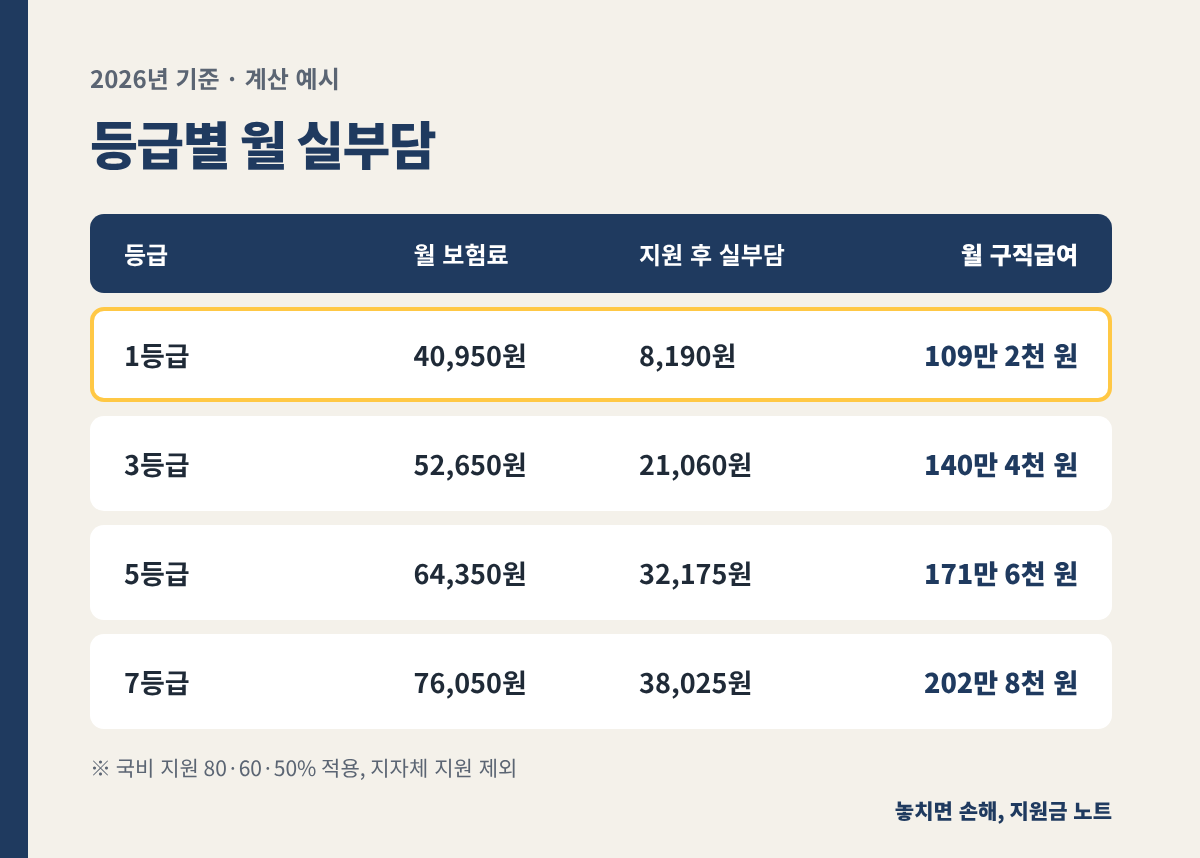 2026년 기준 · 계산 예시
등급별 월 실부담
등급 월 보험료 지원 후 실부담 월 구직급여
1등급 40,950원 8,190원 109만 2천 원
3등급 52,650원 21,060원 140만 4천 원
5등급 64,350원 32,175원 171만 6천 원
7등급 76,050원 38,025원 202만 8천 원
※ 국비 지원 80·60·50% 적용, 지자체 지원 제외
놓치면 손해, 지원금 노트